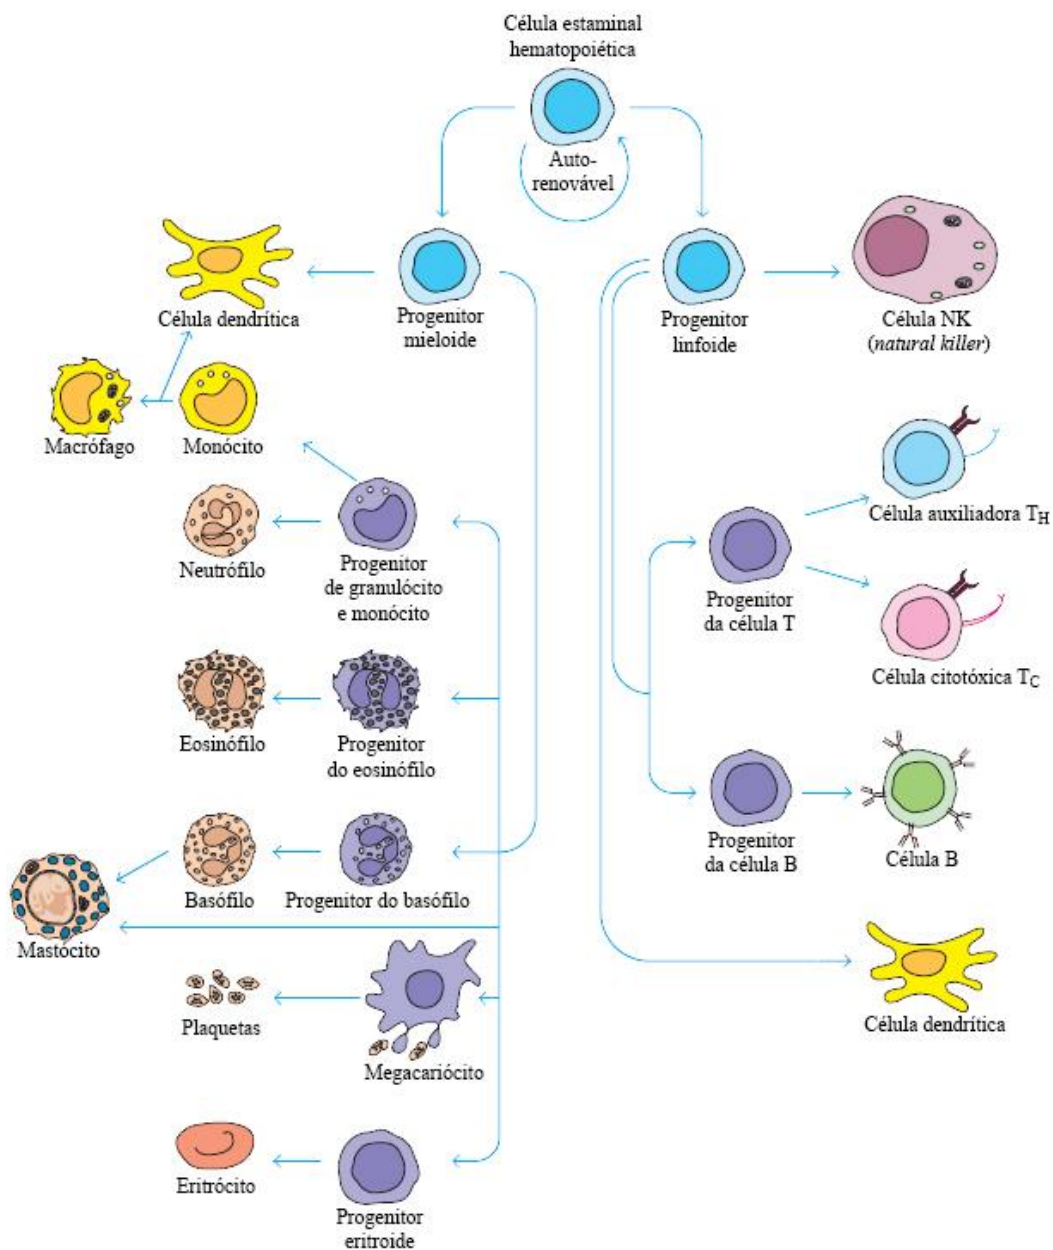 Célula estaminal
hematopoiética
Auto-
renovável
Célula dendrítica
Progenitor
mieloide
Progenitor
linfoide
Célula NK
(natural killer)
Macrófago
Monócito
Neutrófilo
Progenitor
de granulócito
e monócito
Célula auxiliadora TH
Progenitor
da célula T
Célula citotóxica TC
Eosinófilo
Progenitor
do eosinófilo
Progenitor
da célula B
Célula B
Basófilo
Progenitor do basófilo
Mastócito
Plaquetas
Megacariócito
Célula dendrítica
Eritrócito
Progenitor
eritroide